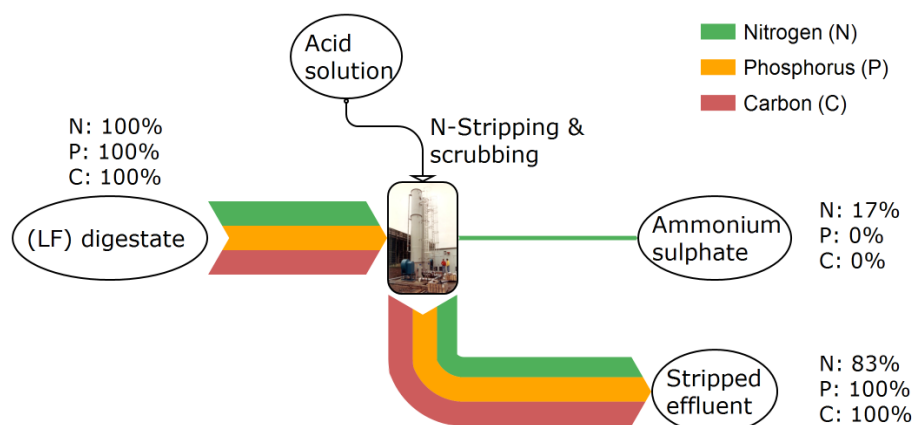 Acid
solution
Nitrogen (N)
Phosphorus (P)
Carbon (C)
N-Stripping &
scrubbing
N: 100%
P: 100%
C: 100%
(LF) digestate
Ammonium
sulphate
N: 17%
P: 0%
C: 0%
Stripped
effluent
N: 83%
P: 100%
C: 100%